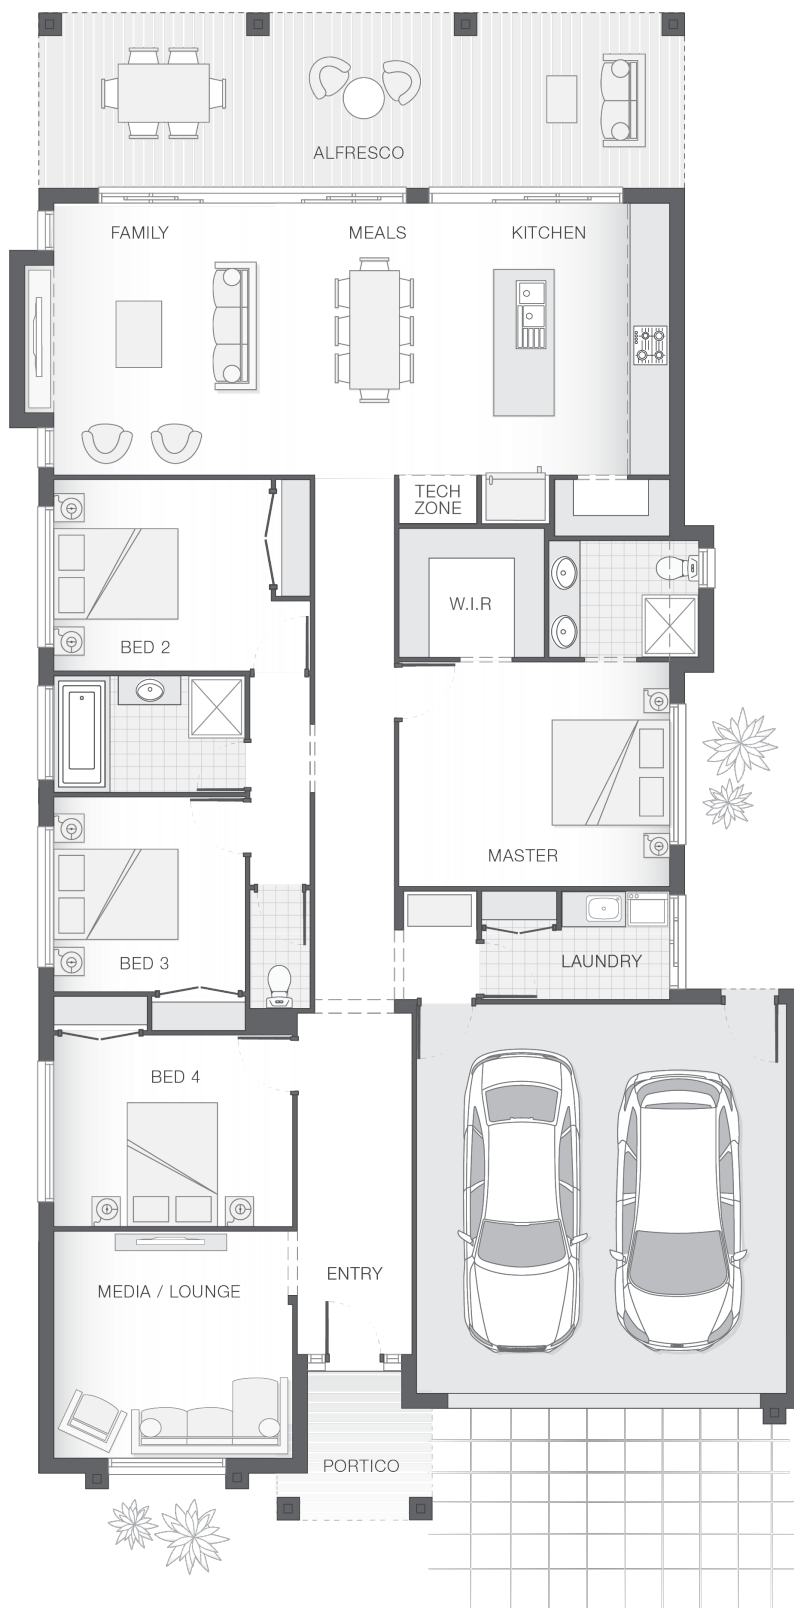 ALFRESCO
FAMILY
MEALS
KITCHEN
TECH
ZONE
W.I.R
BED 2
MASTER
BED 3
LAUNDRY
BED 4
ENTRY
MEDIA / LOUNGE
PORTICO